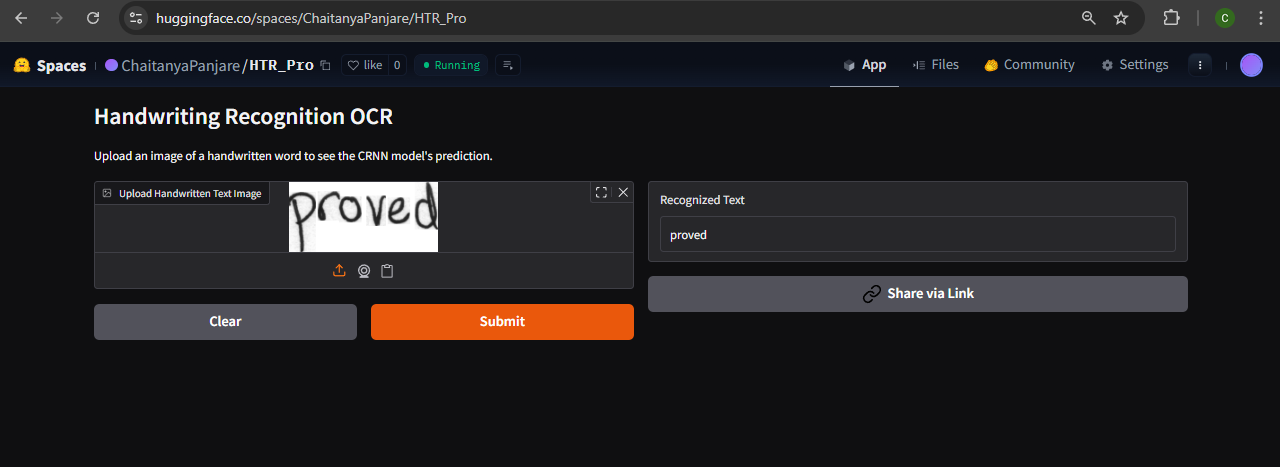 huggingface.co/spaces/ChaitanyaPanjare/HTR_Pro
C
Spaces ChaitanyaPanjare/HTR_Pro like 0 Running App Files Community Settings
Handwriting Recognition OCR
Upload an image of a handwritten word to see the CRNN model's prediction.
Upload Handwritten Text Image
proved
Clear Submit
Recognized Text
proved
Share via Link